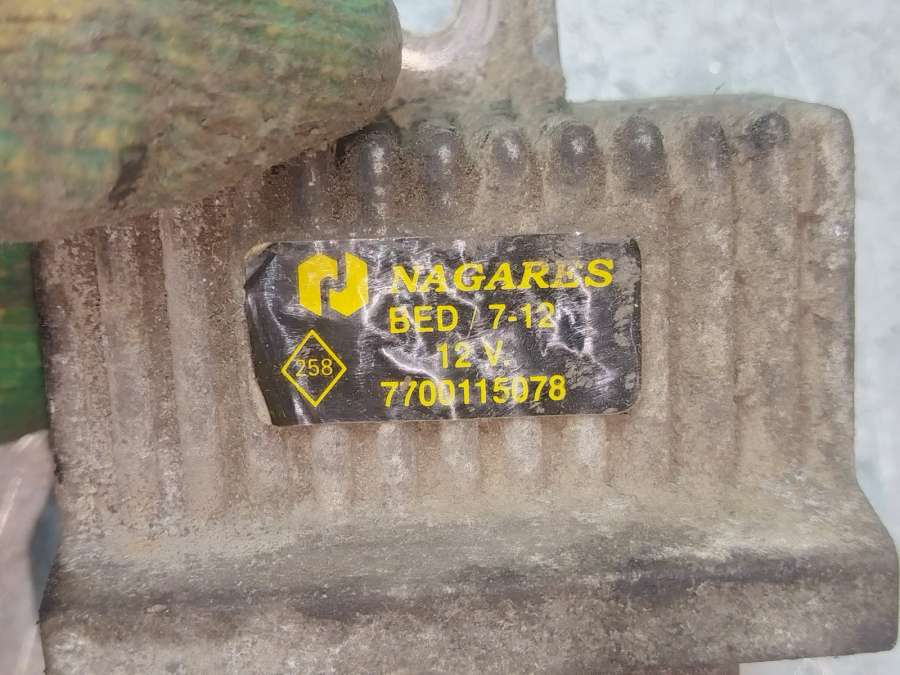 NAGARES
BED / 7-12
12 V.
258
7700115078